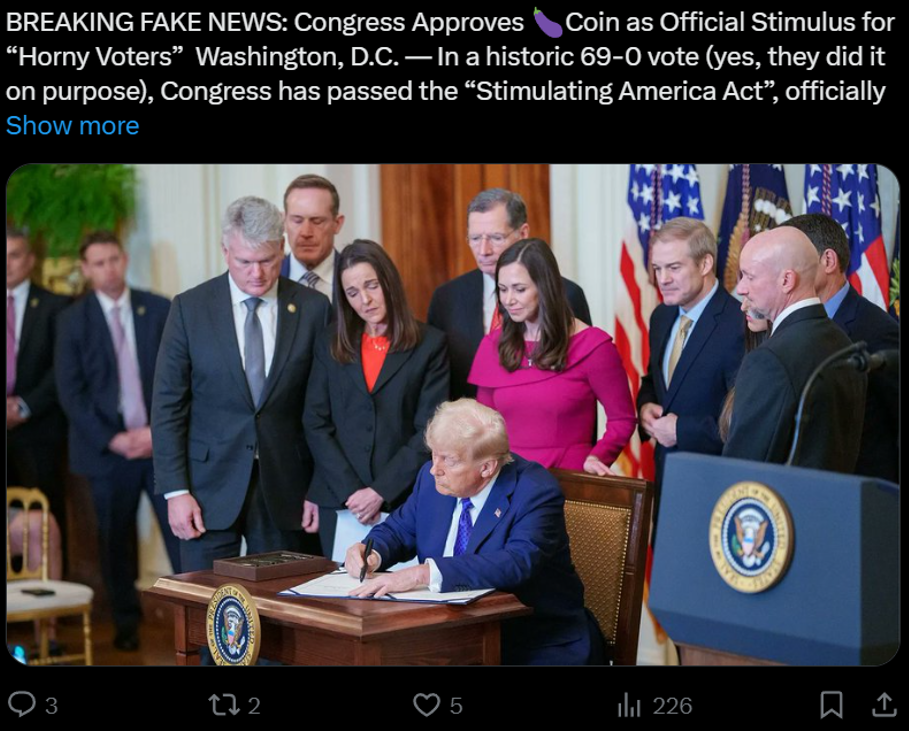 BREAKING FAKE NEWS: Congress Approves 🍆Coin as Official Stimulus for
“Horny Voters”  Washington, D.C. — In a historic 69-0 vote (yes, they did it
on purpose), Congress has passed the “Stimulating America Act”, officially
Show more
3
2
5
226